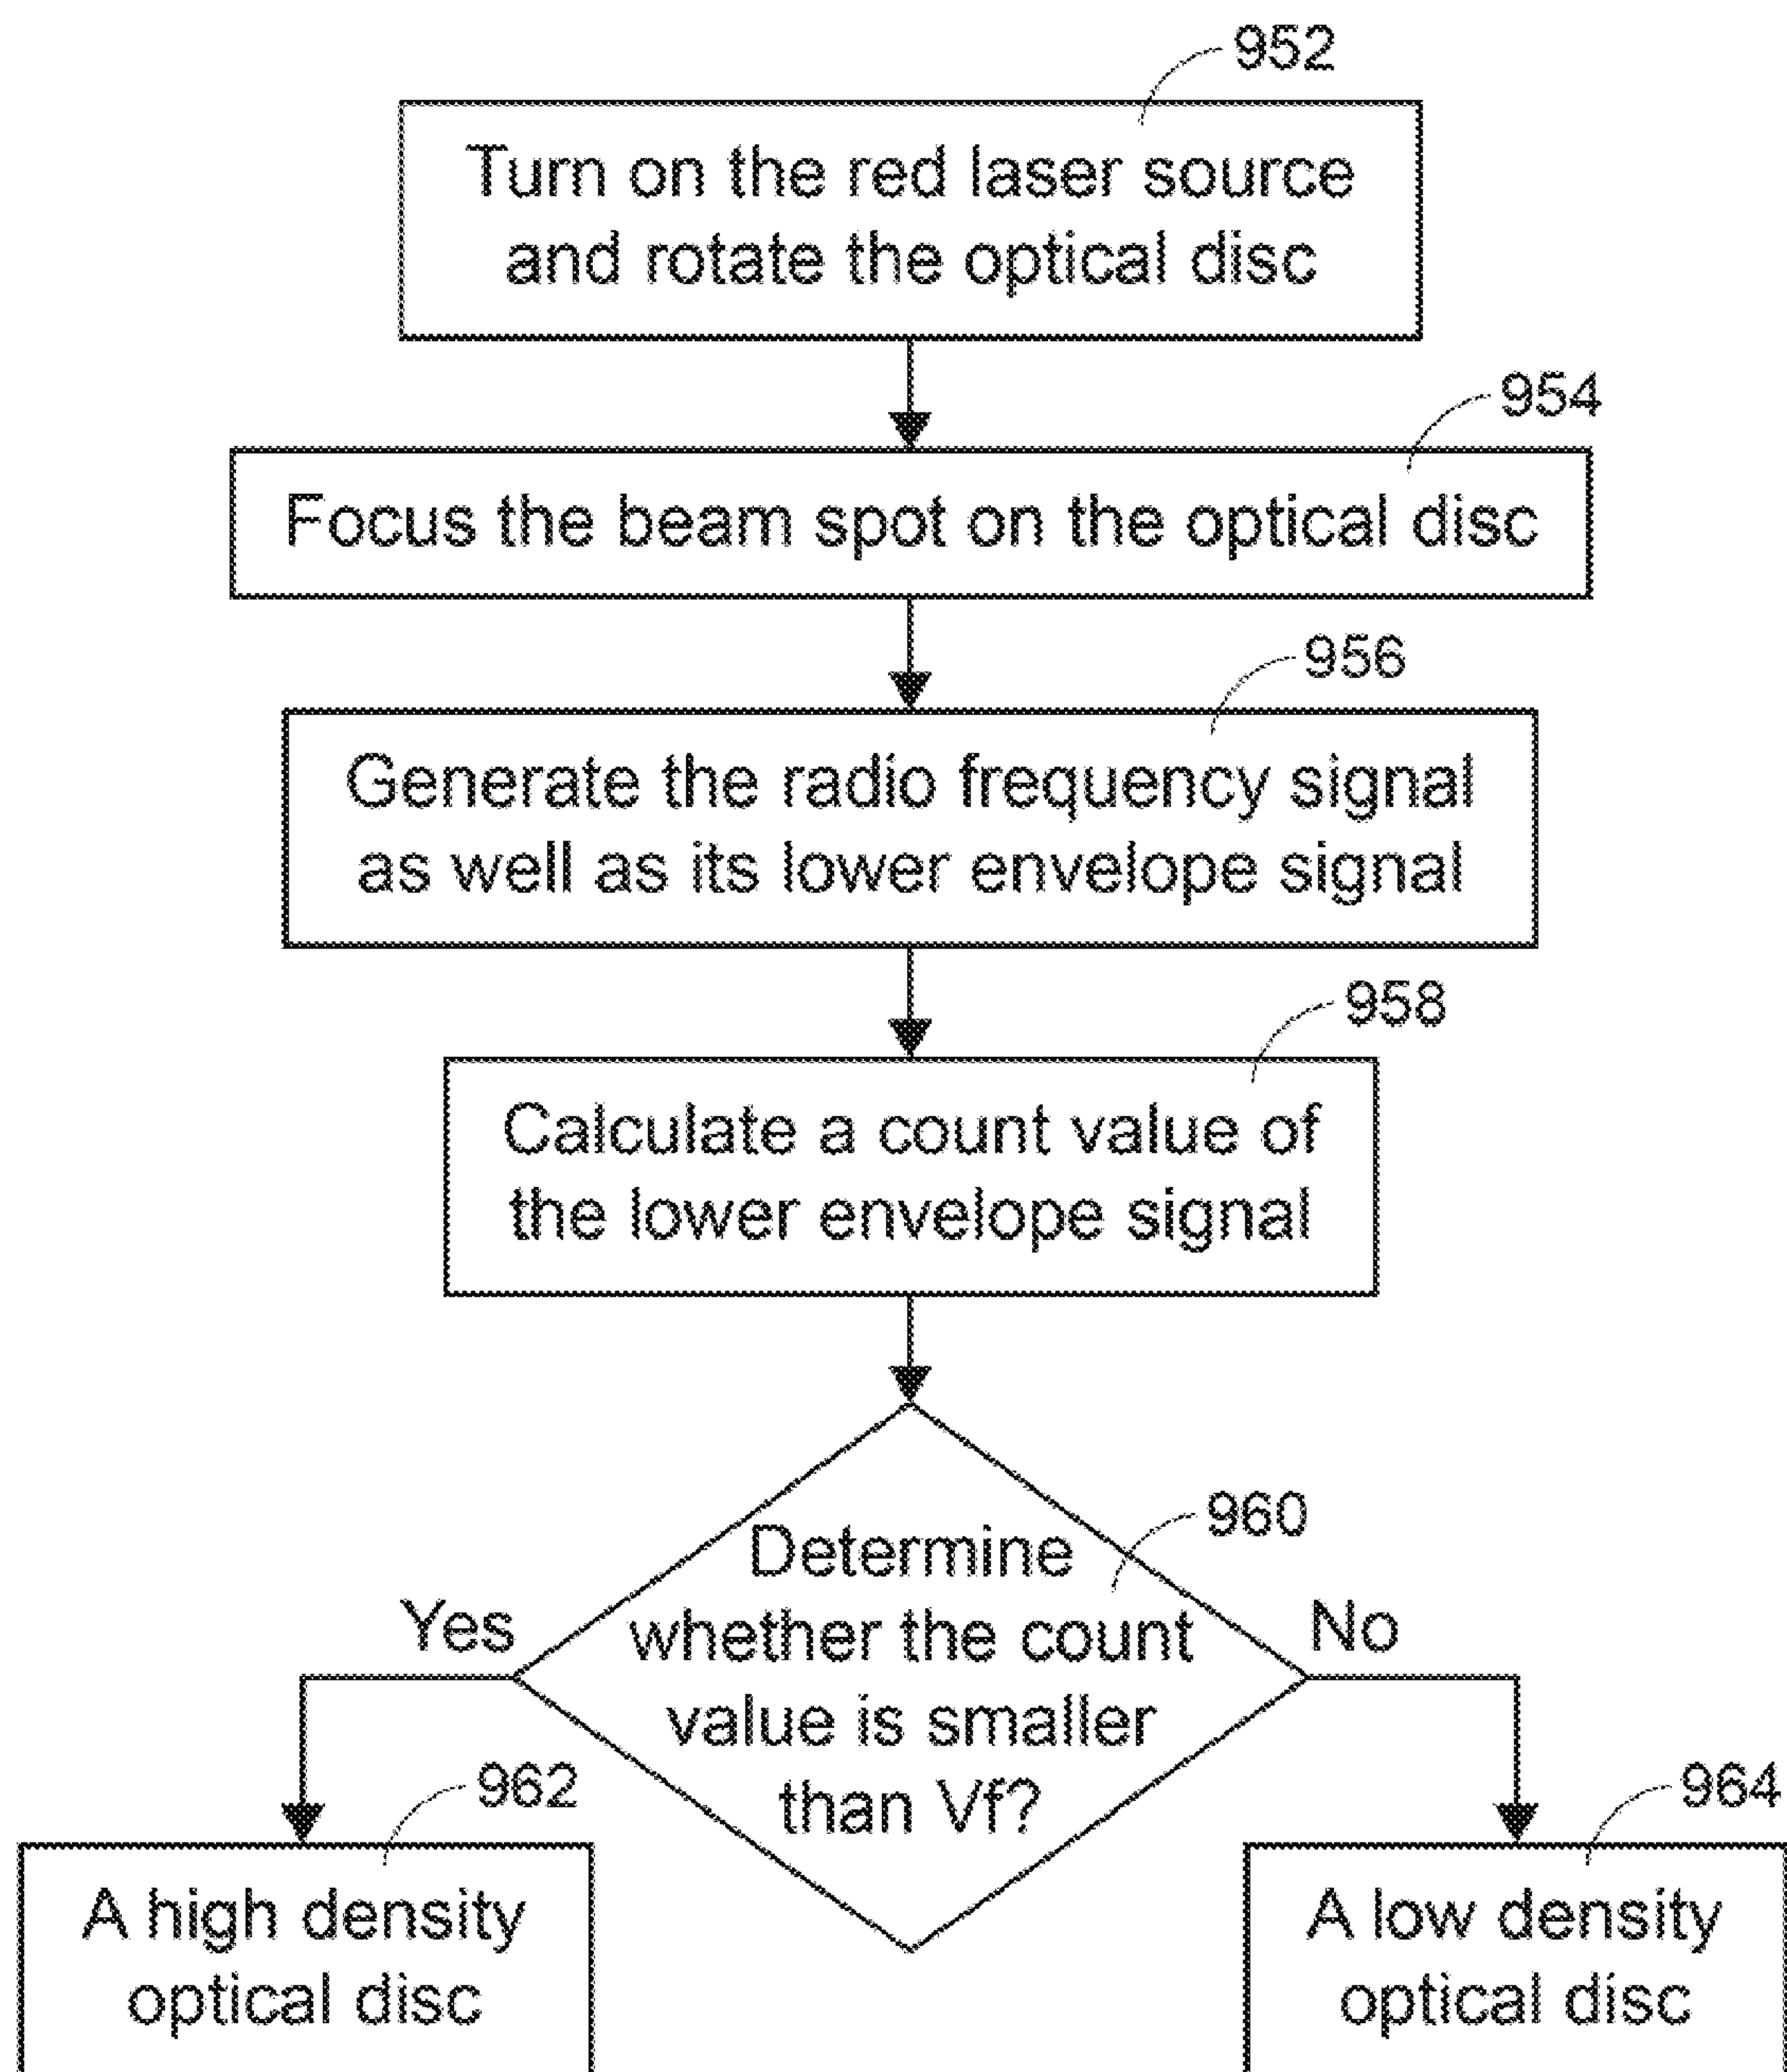 952
Turn on the red laser source
and rotate the optical disc
954
Focus the beam spot on the optical disc
956
Generate the radio frequency signal
as well as its lower envelope signal
958
Calculate a count value of
the lower envelope signal
960
Determine
whether the count
value is smaller
than Vf?
Yes
No
962
A high density
optical disc
964
A low density
optical disc